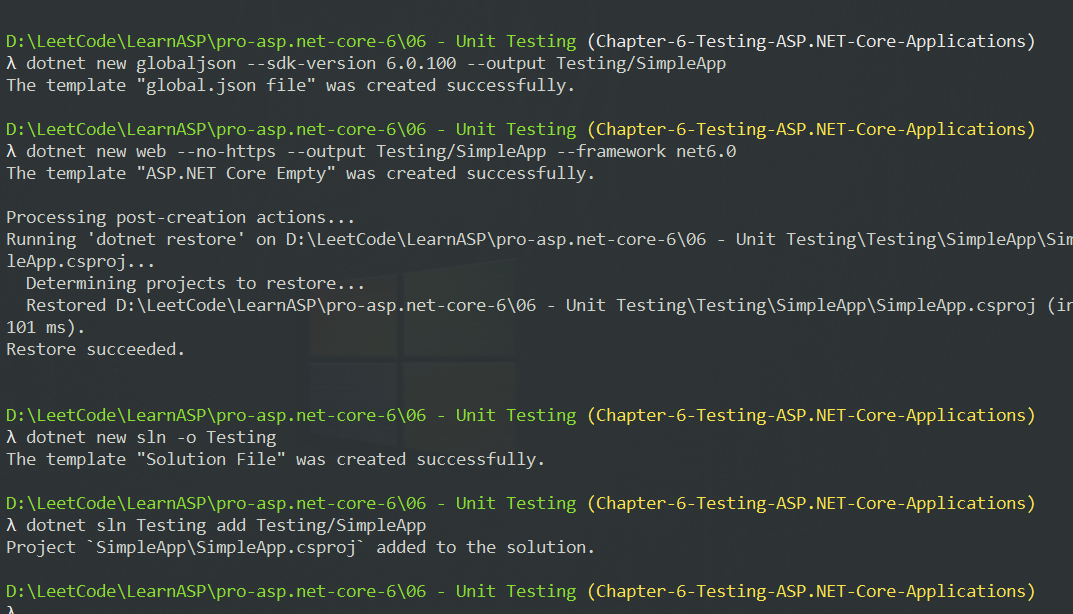 D:\LeetCode\LearnASP\pro-asp.net-core-6\06 - Unit Testing (Chapter-6-Testing-ASP.NET-Core-Applications)
λ dotnet new globaljson --sdk-version 6.0.100 --output Testing/SimpleApp
The template "global.json file" was created successfully.
D:\LeetCode\LearnASP\pro-asp.net-core-6\06 - Unit Testing (Chapter-6-Testing-ASP.NET-Core-Applications)
λ dotnet new web --no-https --output Testing/SimpleApp --framework net6.0
The template "ASP.NET Core Empty" was created successfully.
Processing post-creation actions...
Running 'dotnet restore' on D:\LeetCode\LearnASP\pro-asp.net-core-6\06 - Unit Testing\Testing\SimpleApp\Sim
leApp.csproj...
Determining projects to restore...
Restored D:\LeetCode\LearnASP\pro-asp.net-core-6\06 - Unit Testing\Testing\SimpleApp\SimpleApp.csproj (in
101 ms).
Restore succeeded.
D:\LeetCode\LearnASP\pro-asp.net-core-6\06 - Unit Testing (Chapter-6-Testing-ASP.NET-Core-Applications)
λ dotnet new sln -o Testing
The template "Solution File" was created successfully.
D:\LeetCode\LearnASP\pro-asp.net-core-6\06 - Unit Testing (Chapter-6-Testing-ASP.NET-Core-Applications)
λ dotnet sln Testing add Testing/SimpleApp
Project `SimpleApp\SimpleApp.csproj` added to the solution.
D:\LeetCode\LearnASP\pro-asp.net-core-6\06 - Unit Testing (Chapter-6-Testing-ASP.NET-Core-Applications)
λ